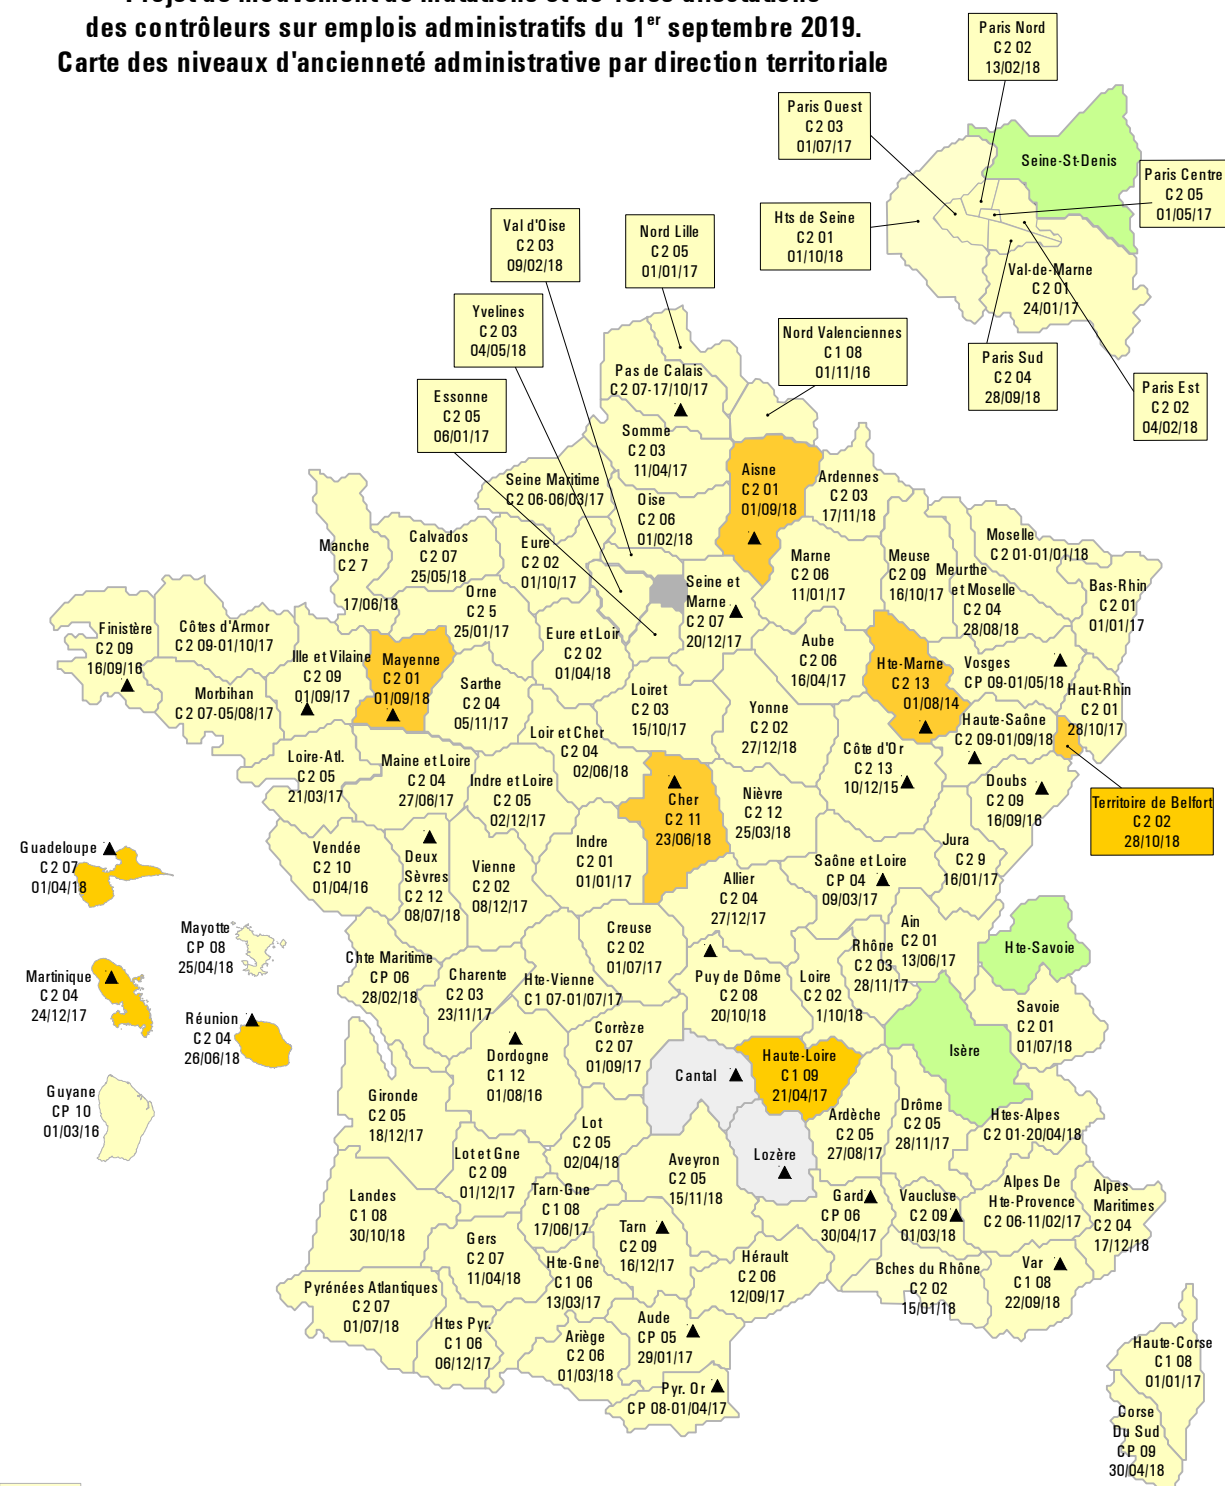 Projet de mouvement de mutations et de 1ères affectations
des contrôleurs sur emplois administratifs du 1er septembre 2019.
Carte des niveaux d'ancienneté administrative par direction territoriale
Paris Nord
C2 02
13/02/18
Paris Ouest
C2 03
01/07/17
Seine-St-Denis
Paris Centre
C2 05
01/05/17
Hts de Seine
C2 01
01/10/18
Val-de-Marne
C2 01
24/01/17
Paris Sud
C2 04
28/09/18
Paris Est
C2 02
04/02/18
Val d'Oise
C2 03
09/02/18
Nord Lille
C2 05
01/01/17
Yvelines
C2 03
04/05/18
Nord Valenciennes
C1 08
01/11/16
Essonne
C2 05
06/01/17
Pas de Calais
C2 07-17/10/17
Somme
C2 03
11/04/17
Seine Maritime
C2 06-06/03/17
Oise
C2 06
01/02/18
Aisne
C2 01
01/09/18
Ardennes
C2 03
17/11/18
Manche
C2 7
17/06/18
Calvados
C2 07
25/05/18
Eure
C2 02
01/10/17
Seine et
Marne
C2 07
20/12/17
Marne
C2 06
11/01/17
Meuse
C2 09
16/10/17
Moselle
C2 01-01/01/18
Meurthe
et Moselle
C2 04
28/08/18
Bas-Rhin
C2 01
01/01/17
Orne
C2 5
25/01/17
Finistère
C2 09
16/09/16
Côtes d'Armor
C2 09-01/10/17
Ille et Vilaine
C2 09
01/09/17
Mayenne
C2 01
01/09/18
Eure et Loir
C2 02
01/04/18
Aube
C2 06
16/04/17
Hte-Marne
C2 13
01/08/14
Vosges
CP 09-01/05/18
Haut-Rhin
C2 01
28/10/17
Morbihan
C2 07-05/08/17
Sarthe
C2 04
05/11/17
Loiret
C2 03
15/10/17
Yonne
C2 02
27/12/18
Haute-Saône
C2 09-01/09/18
Loir et Cher
C2 04
02/06/18
Côte d'Or
C2 13
10/12/15
Loire-Atl.
C2 05
21/03/17
Maine et Loire
C2 04
27/06/17
Indre et Loire
C2 05
02/12/17
Cher
C2 11
23/06/18
Nièvre
C2 12
25/03/18
Doubs
C2 09
16/09/16
Territoire de Belfort
C2 02
28/10/18
Guadeloupe
C2 07
01/04/18
Vendée
C2 10
01/04/16
Deux
Sèvres
C2 12
08/07/18
Vienne
C2 02
08/12/17
Indre
C2 01
01/01/17
Jura
C2 9
16/01/17
Saône et Loire
CP 04
09/03/17
Allier
C2 04
27/12/17
Mayotte
CP 08
25/04/18
Creuse
C2 02
01/07/17
Ain
C2 01
13/06/17
Rhône
C2 03
28/11/17
Hte-Savoie
Martinique
C2 04
24/12/17
Chte Maritime
CP 06
28/02/18
Charente
C2 03
23/11/17
Hte-Vienne
C1 07-01/07/17
Puy de Dôme
C2 08
20/10/18
Loire
C2 02
1/10/18
Savoie
C2 01
01/07/18
Réunion
C2 04
26/06/18
Corrèze
C2 07
01/09/17
Dordogne
C1 12
01/08/16
Cantal
Haute-Loire
C1 09
21/04/17
Isère
Guyane
CP 10
01/03/16
Gironde
C2 05
18/12/17
Lot
C2 05
02/04/18
Ardèche
C2 05
27/08/17
Drôme
C2 05
28/11/17
Htes-Alpes
C2 01-20/04/18
Lot et Gne
C2 09
01/12/17
Aveyron
C2 05
15/11/18
Lozère
Landes
C1 08
30/10/18
Tarn-Gne
C1 08
17/06/17
Gard
CP 06
30/04/17
Vaucluse
C2 09
01/03/18
Alpes De
Hte-Provence
C2 06-11/02/17
Alpes
Maritimes
C2 04
17/12/18
Gers
C2 07
11/04/18
Tarn
C2 09
16/12/17
Hte-Gne
C1 06
13/03/17
Hérault
C2 06
12/09/17
Bches du Rhône
C2 02
15/01/18
Var
C1 08
22/09/18
Pyrénées Atlantiques
C2 07
01/07/18
Htes Pyr.
C1 06
06/12/17
Ariège
C2 06
01/03/18
Aude
CP 05
29/01/17
Pyr. Or
CP 08-01/04/17
Haute-Corse
C1 08
01/01/17
Corse
Du Sud
CP 09
30/04/18